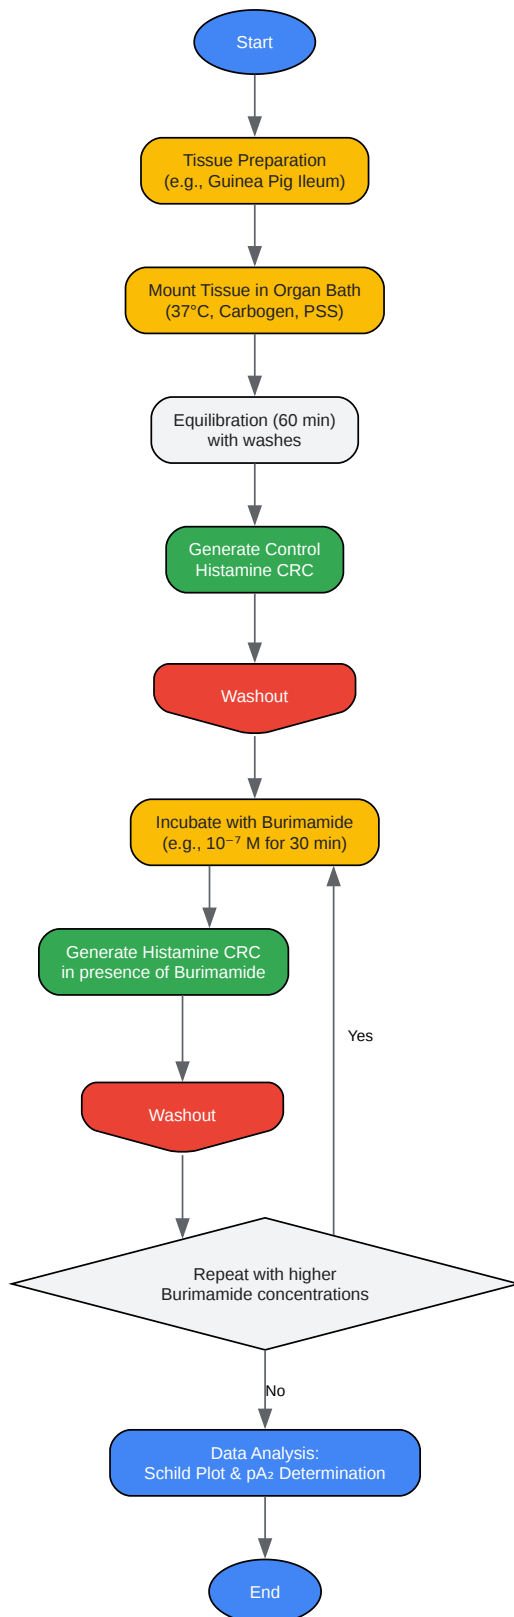 Start
Tissue Preparation
(e.g., Guinea Pig Ileum)
Mount Tissue in Organ Bath
(37°C, Carbogen, PSS)
Equilibration (60 min)
with washes
Generate Control
Histamine CRC
Washout
Incubate with Burimamide
(e.g., 10⁻⁷ M for 30 min)
Generate Histamine CRC
in presence of Burimamide
Yes
Washout
Repeat with higher
Burimamide concentrations
No
Data Analysis:
Schild Plot & pA₂ Determination
End